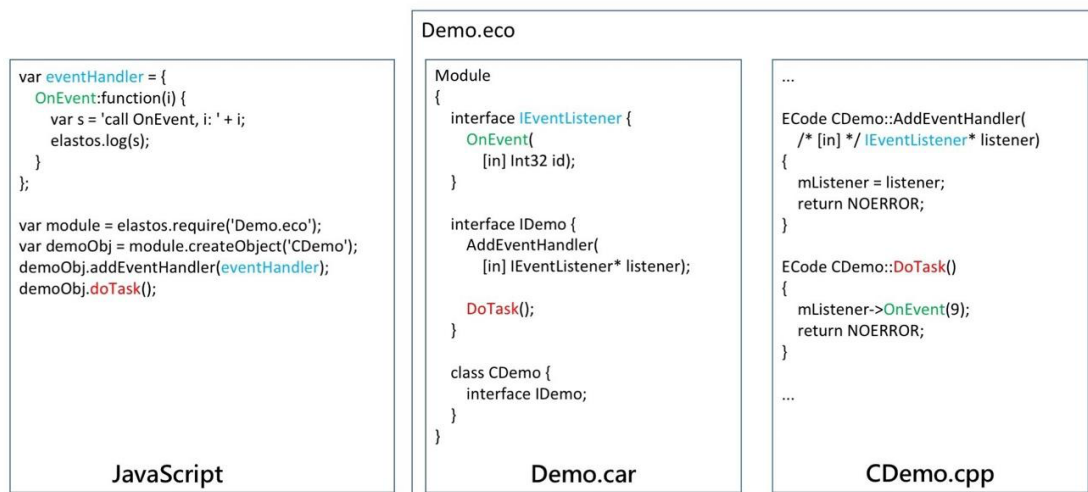 Demo.eco
var eventHandler = {
OnEvent:function(i) {
var s = 'call OnEvent, i: ' + i;
elastos.log(s);
}
};
var module = elastos.require('Demo.eco');
var demoObj = module.createObject('CDemo');
demoObj.addEventHandler(eventHandler);
demoObj.doTask();
JavaScript
Module
{
interface IEventListener {
OnEvent(
[in] Int32 id);
}
interface IDemo {
AddEventHandler(
[in] IEventListener* listener);
DoTask();
}
class CDemo {
interface IDemo;
}
}
Demo.car
...
ECode CDemo::AddEventHandler(
/* [in] */ IEventListener* listener)
{
mListener = listener;
return NOERROR;
}
ECode CDemo::DoTask()
{
mListener->OnEvent(9);
return NOERROR;
}
...
CDemo.cpp